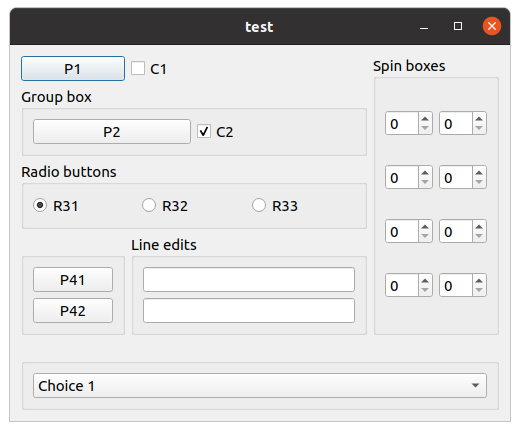 test
P1 C1
Group box
P2 C2
Radio buttons
R31 R32 R33
Line edits
P41
P42
Spin boxes
0 0
0 0
0 0
0 0
Choice 1